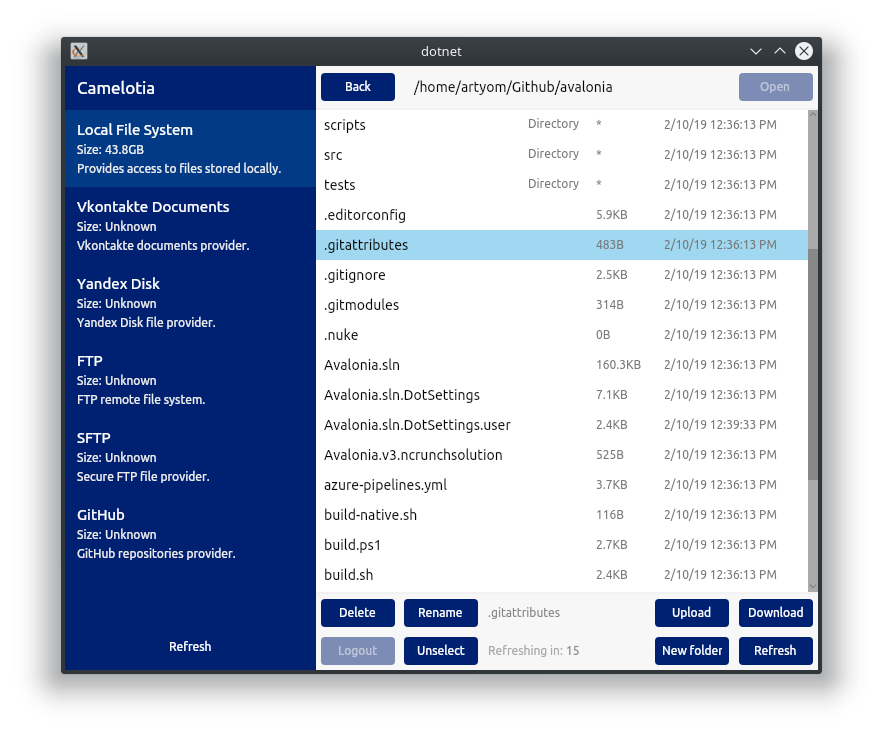 dotnet
Camelotia
Local File System
Size: 43.8GB
Provides access to files stored locally.
Vkontakte Documents
Size: Unknown
Vkontakte documents provider.
Yandex Disk
Size: Unknown
Yandex Disk file provider.
FTP
Size: Unknown
FTP remote file system.
SFTP
Size: Unknown
Secure FTP file provider.
GitHub
Size: Unknown
GitHub repositories provider.
Refresh
Back /home/artyom/Github/avalonia Open
scripts Directory * 2/10/19 12:36:13 PM
src Directory * 2/10/19 12:36:13 PM
tests Directory * 2/10/19 12:36:13 PM
.editorconfig 5.9KB 2/10/19 12:36:13 PM
.gitattributes 483B 2/10/19 12:36:13 PM
.gitignore 2.5KB 2/10/19 12:36:13 PM
.gitmodules 314B 2/10/19 12:36:13 PM
.nuke 0B 2/10/19 12:36:13 PM
Avalonia.sln 160.3KB 2/10/19 12:36:13 PM
Avalonia.sln.DotSettings 7.1KB 2/10/19 12:36:13 PM
Avalonia.sln.DotSettings.user 2.4KB 2/10/19 12:39:33 PM
Avalonia.v3.ncrunchsolution 525B 2/10/19 12:36:13 PM
azure-pipelines.yml 3.7KB 2/10/19 12:36:13 PM
build-native.sh 116B 2/10/19 12:36:13 PM
build.ps1 2.7KB 2/10/19 12:36:13 PM
build.sh 2.4KB 2/10/19 12:36:13 PM
Delete Rename .gitattributes Upload Download
Logout Unselect Refreshing in: 15 New folder Refresh